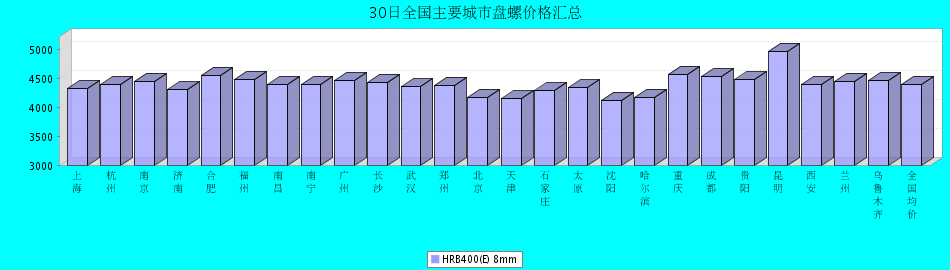 30日全国主要城市盘螺价格汇总
5000
4500
4000
3500
3000
上海 杭州 南京 济南 合肥 福州 南昌 南宁 广州 长沙 武汉 郑州 北京 天津 石家庄 太原 沈阳 哈尔滨 重庆 成都 贵阳 昆明 西安 兰州 乌鲁木齐 全国均价
HRB400(E) 8mm